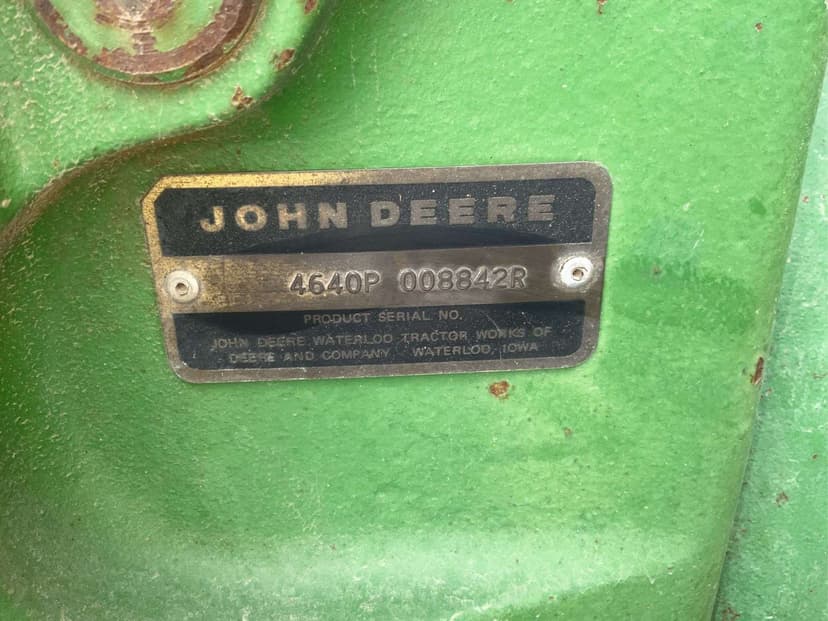 JOHN DEERE
4640P 008842R
PRODUCT SERIAL NO.
JOHN DEERE WATERLOO TRACTOR WORKS OF
DEERE AND COMPANY WATERLOO, IOWA